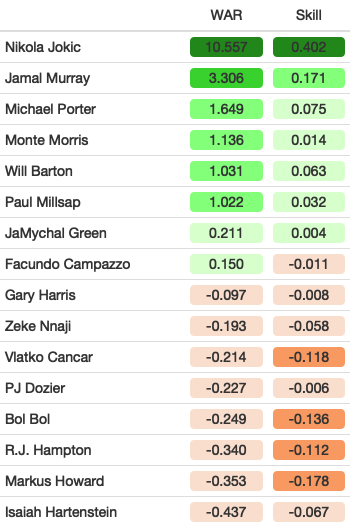 WAR Skill
Nikola Jokic 10.557 0.402
Jamal Murray 3.306 0.171
Michael Porter 1.649 0.075
Monte Morris 1.136 0.014
Will Barton 1.031 0.063
Paul Millsap 1.022 0.032
JaMychal Green 0.211 0.004
Facundo Campazzo 0.150 -0.011
Gary Harris -0.097 -0.008
Zeke Nnaji -0.193 -0.058
Vlatko Cancar -0.214 -0.118
PJ Dozier -0.227 -0.006
Bol Bol -0.249 -0.136
R.J. Hampton -0.340 -0.112
Markus Howard -0.353 -0.178
Isaiah Hartenstein -0.437 -0.067